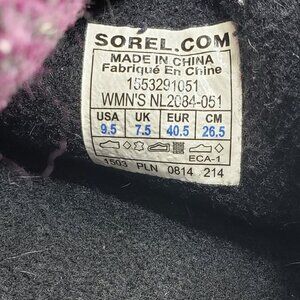 SOREL.COM
MADE IN CHINA
Fabriqué En Chine
1553291051
WMN'S NL2084-051
USA UK EUR CM
9.5 7.5 40.5 26.5
ECA-1
1503 PLN 0814 214